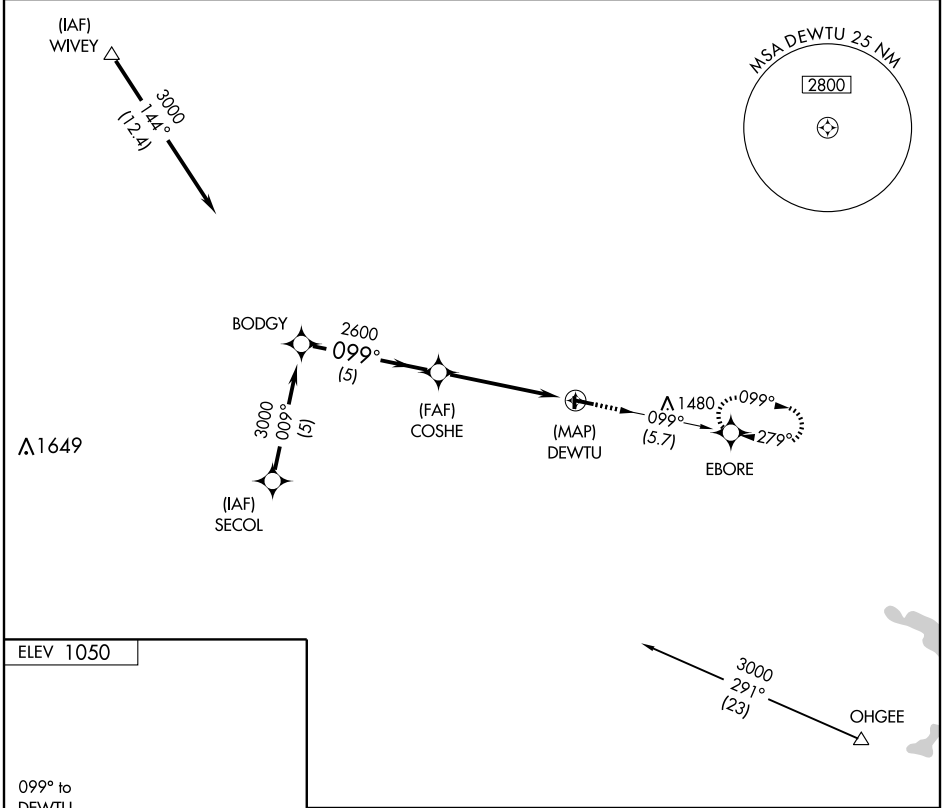 (IAF)
WIVEY
3000
144°
(12.4)
MSA DEWTU 25 NM
2800
BODGY
2600
099°
(5)
(FAF)
COSHE
3000
009°
(5)
(IAF)
SECOL
1649
(MAP)
DEWTU
1480
099°
(5.7)
099°
279°
EBORE
3000
291°
(23)
OHGEE
ELEV 1050
099° to
DEWTU